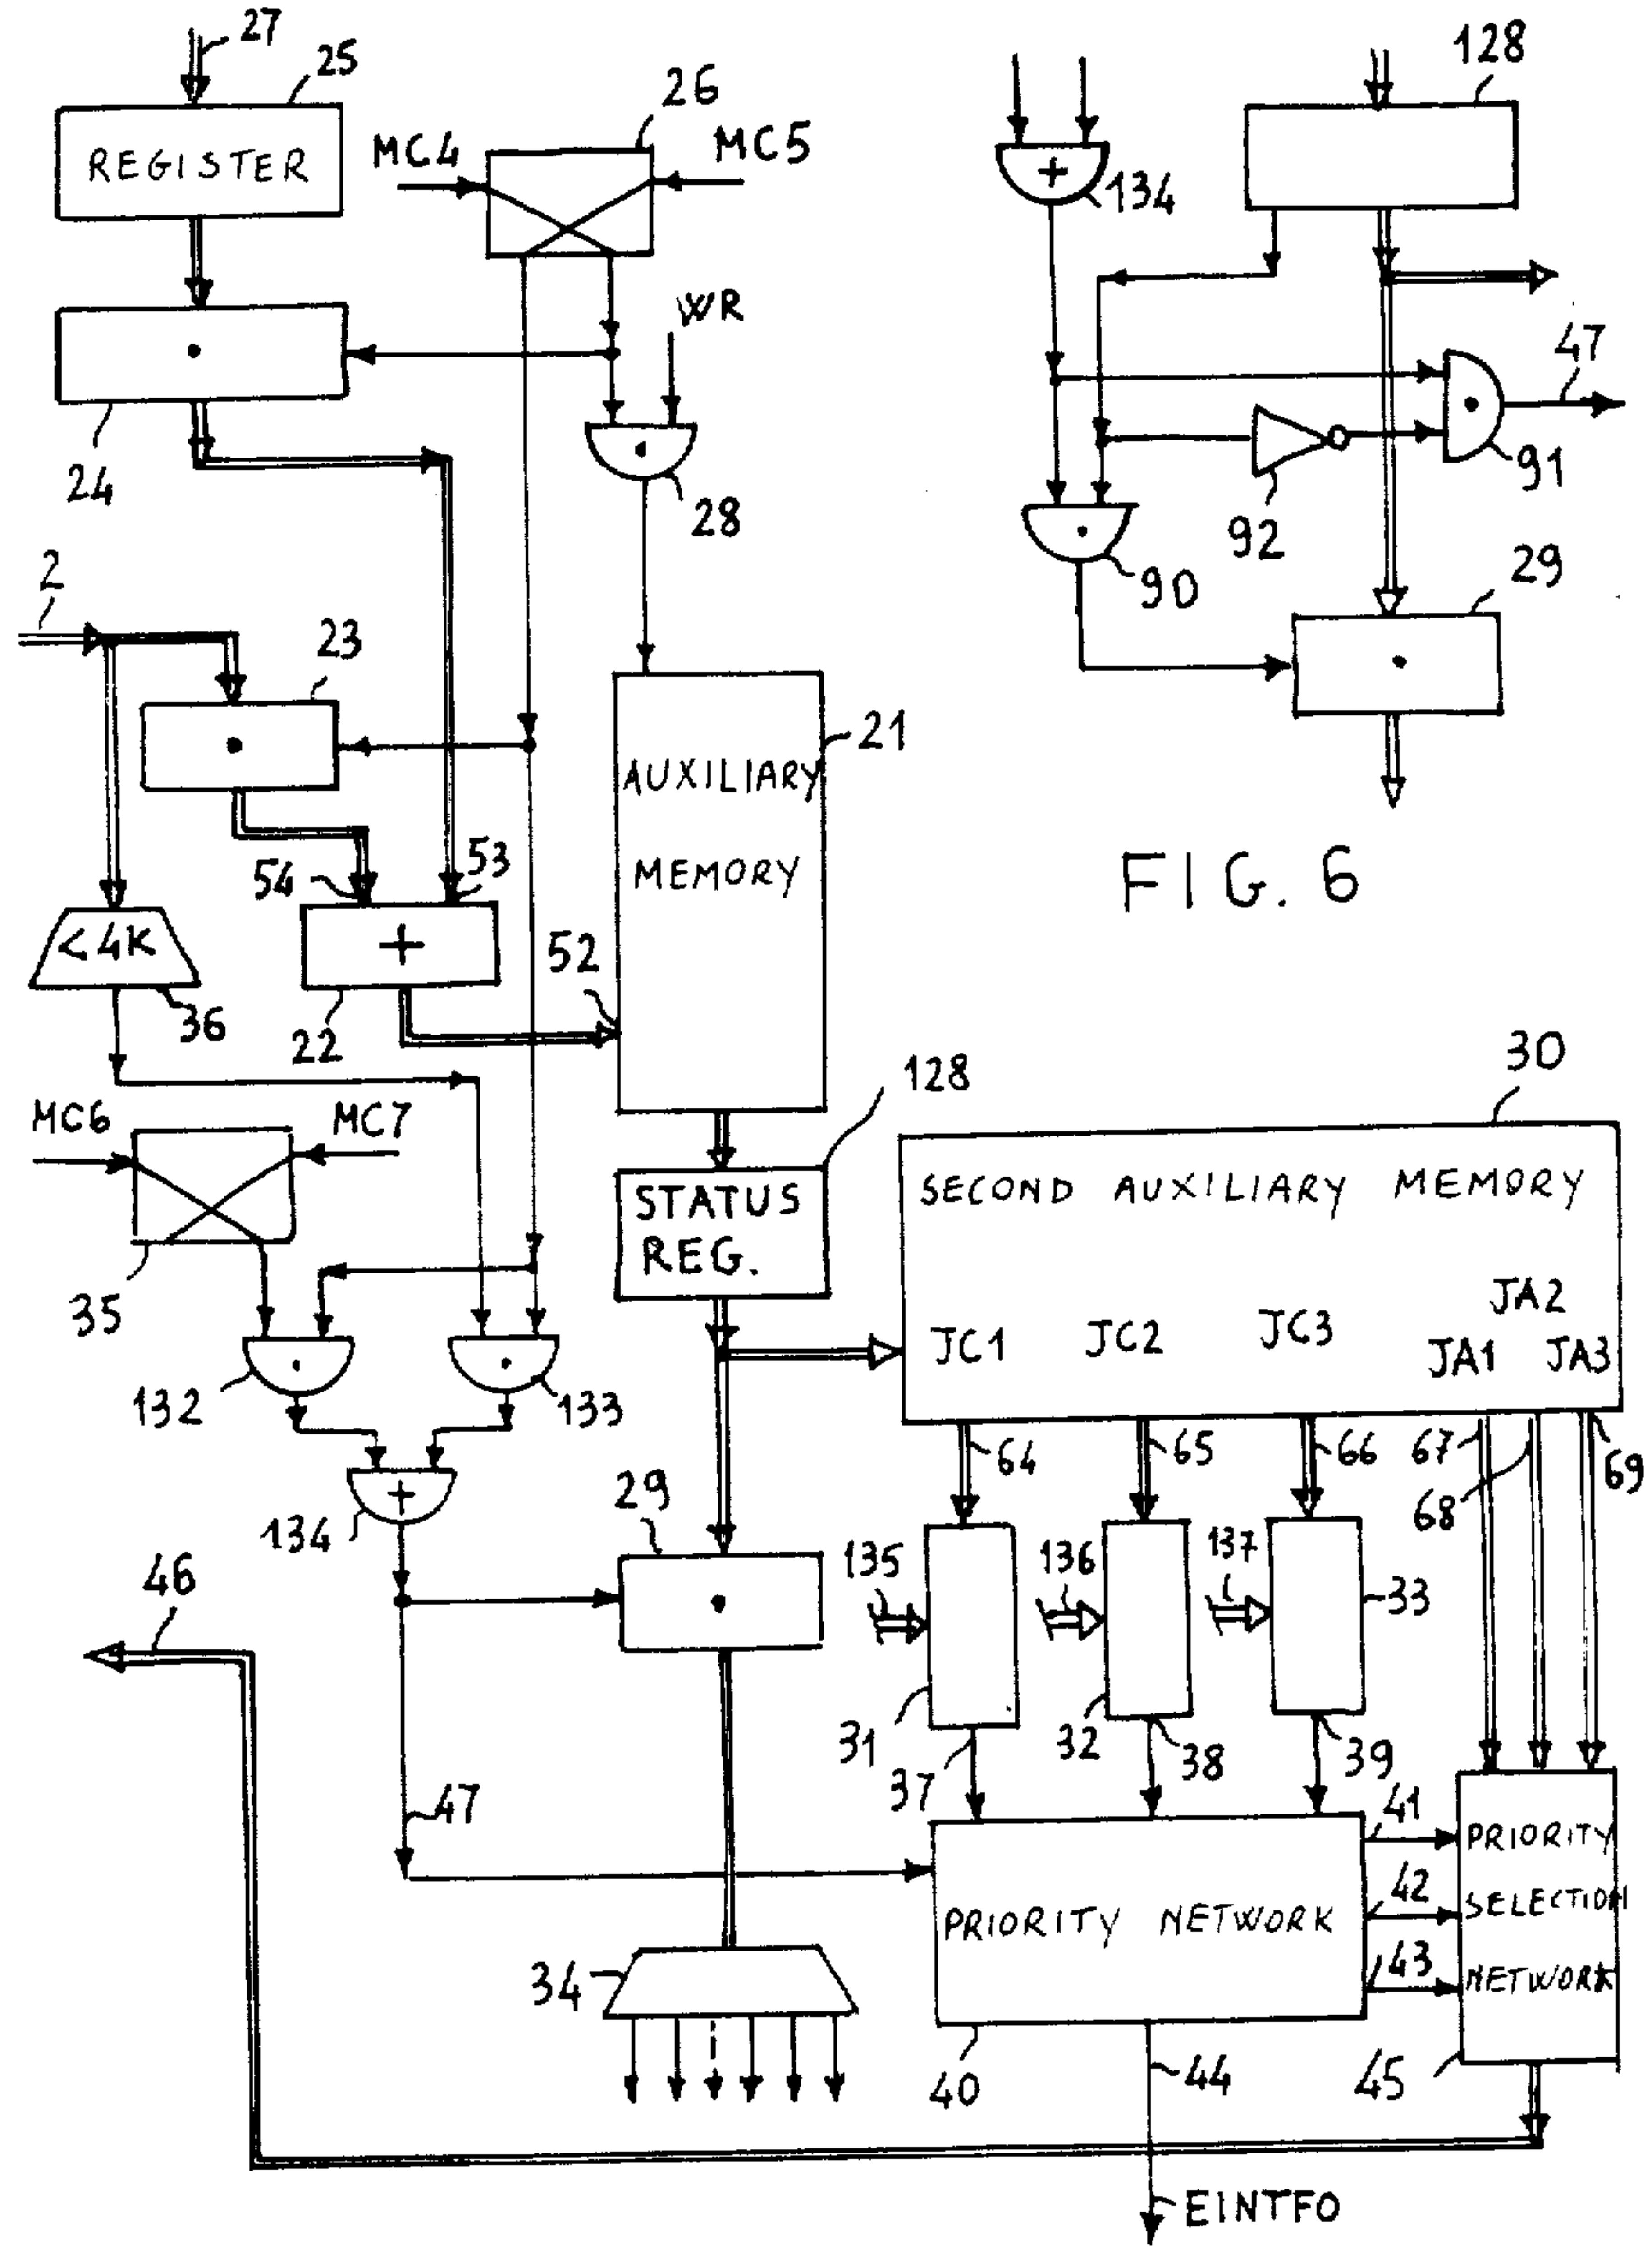 27
25
REGISTER
26
MC4
MC5
WR
24
28
2
23
21
AUXILIARY
MEMORY
54
53
52
< 4K
+
36
22
128
MC6
MC7
35
STATUS
REG.
132
133
+
134
29
46
47
34
30
SECOND AUXILIARY MEMORY
JC1
JC2
JC3
JA1
JA2
JA3
64
65
66
67
68
69
135
136
137
31
32
33
37
38
39
41
42
43
PRIORITY NETWORK
PRIORITY
SELECTION
NETWORK
40
44
45
EINTFO
128
+
134
47
91
92
90
29
FIG. 6